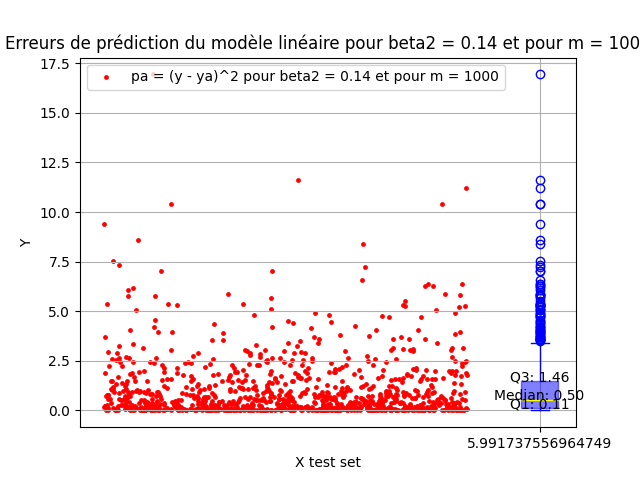 Erreurs de prédiction du modèle linéaire pour beta2 = 0.14 et pour m = 100
17.5
pa = (y - ya)^2 pour beta2 = 0.14 et pour m = 1000
15.0
12.5
10.0
7.5
5.0
2.5
0.0
Y
Q3: 1.46
Median: 0.50
Q1: 0.11
5.991737556964749
X test set